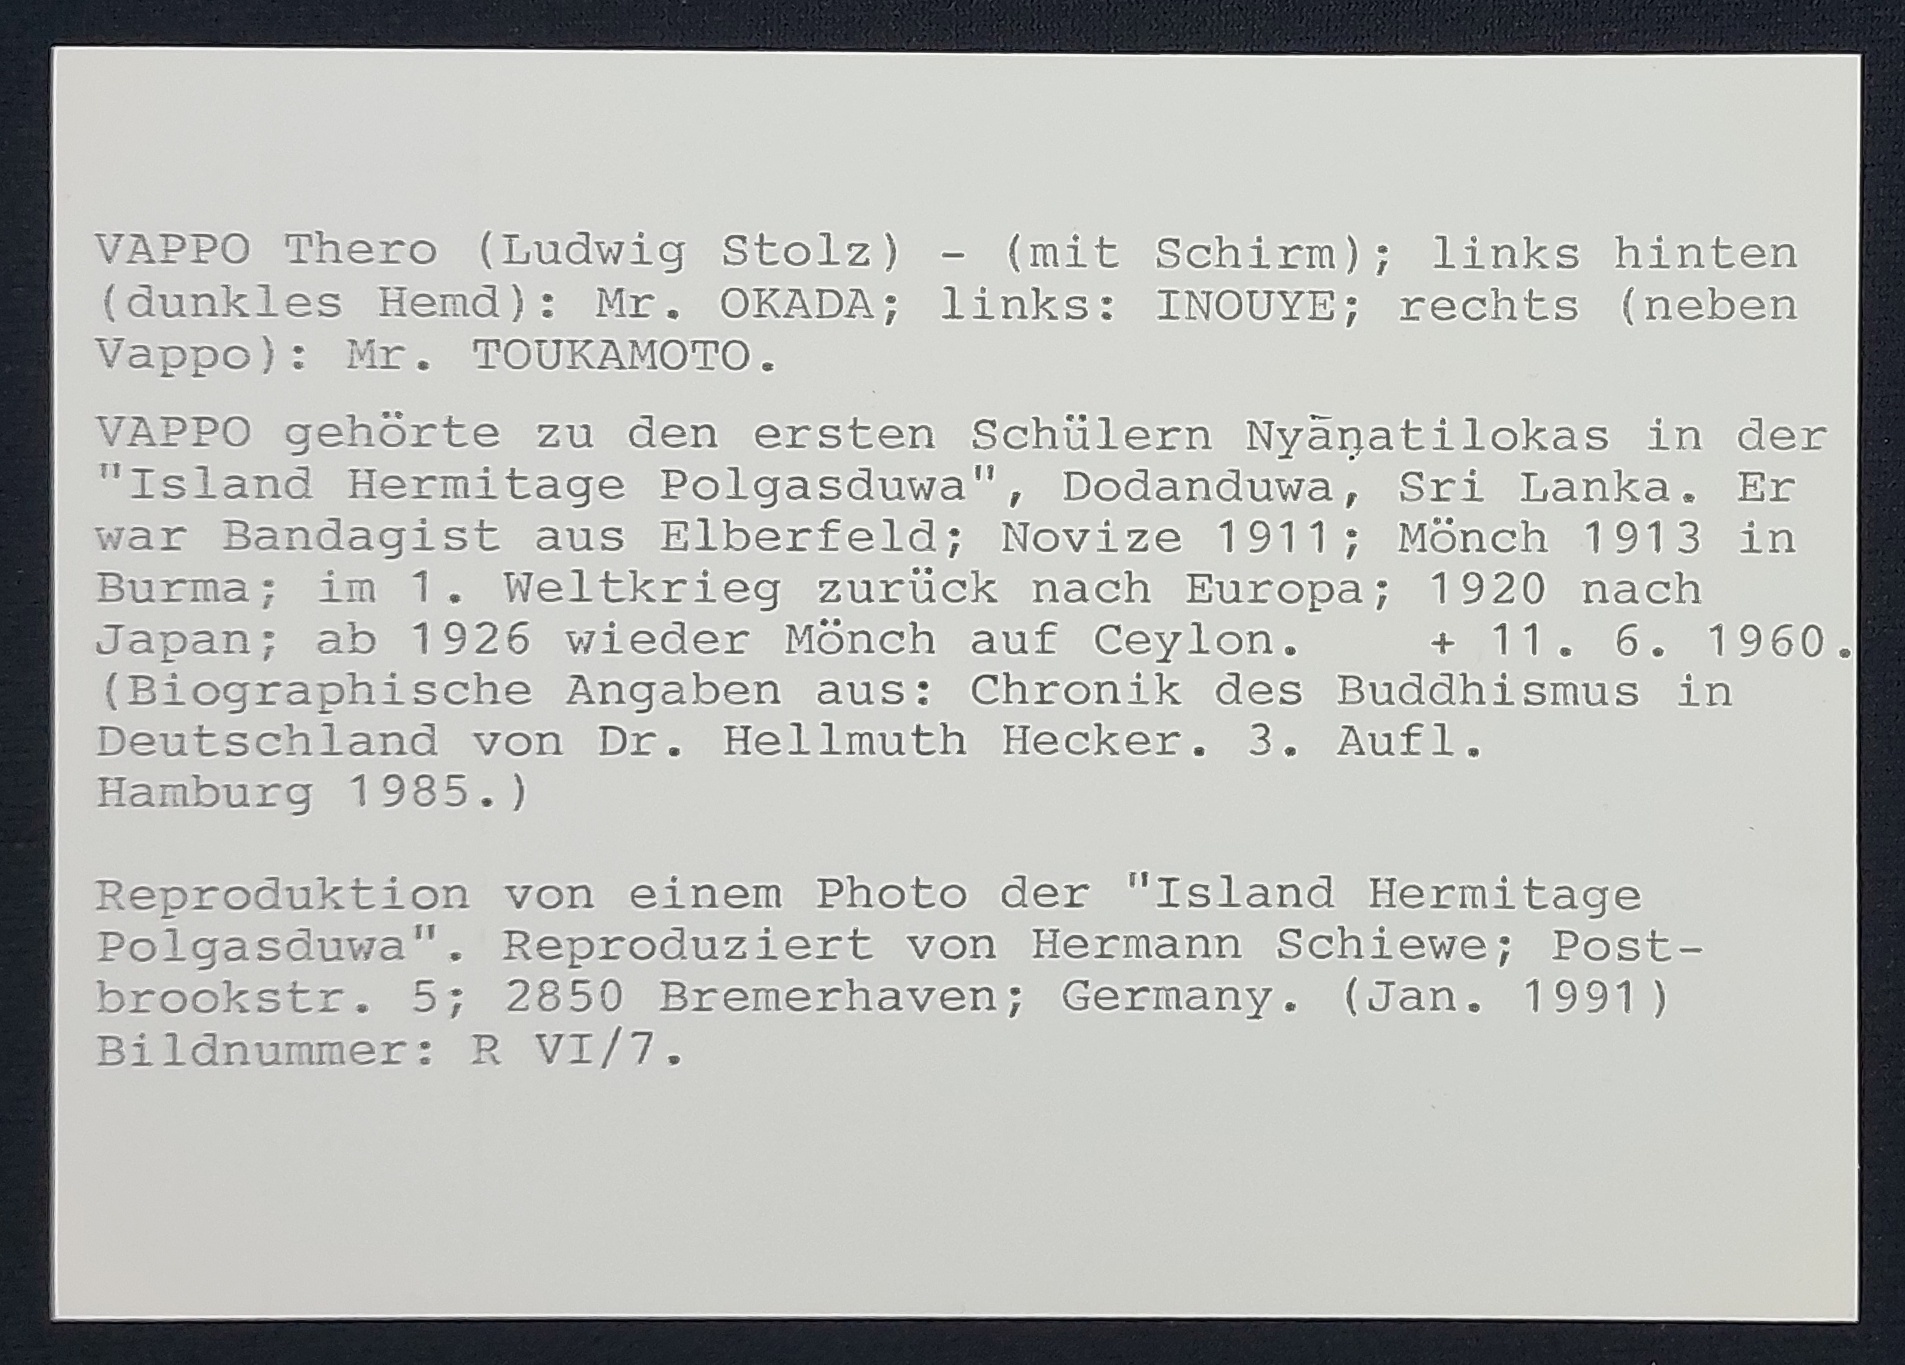 VAPPO Thero (Ludwig Stolz) - (mit Schirm); links hinten
(dunkles Hemd): Mr. OKADA; links: INOUYE; rechts (neben
Vappo): Mr. TOUKAMOTO.
VAPPO gehörte zu den ersten Schülern Nyāṇatilokas in der
"Island Hermitage Polgasduwa", Dodanduwa, Sri Lanka. Er
war Bandagist aus Elberfeld; Novize 1911; Mönch 1913 in
Burma; im 1. Weltkrieg zurück nach Europa; 1920 nach
Japan; ab 1926 wieder Mönch auf Ceylon. + 11. 6. 1960.
(Biographische Angaben aus: Chronik des Buddhismus in
Deutschland von Dr. Hellmuth Hecker. 3. Aufl.
Hamburg 1985.)
Reproduktion von einem Photo der "Island Hermitage
Polgasduwa". Reproduziert von Hermann Schiewe; Post-
brookstr. 5; 2850 Bremerhaven; Germany. (Jan. 1991)
Bildnummer: R VI/7.